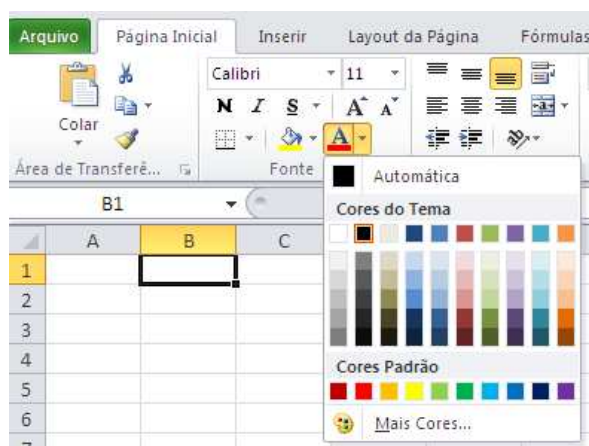 Arquivo Página Inicial Inserir Layout da Página Fórmulas
Calibri 11
N I S A A
Colar
A
Área de Transferê... Fonte
Automática
B1
Cores do Tema
A B C
1
2
3
4
Cores Padrão
5
6
Mais Cores...